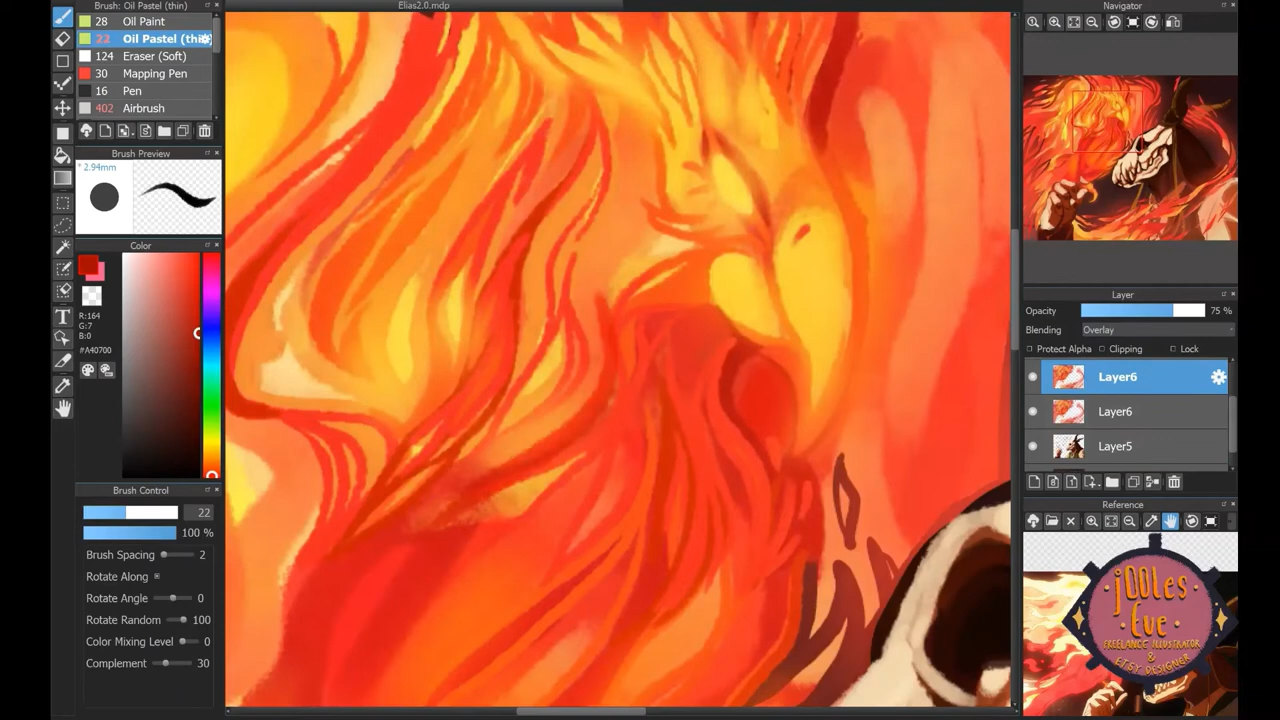 Brush: Oil Pastel (thin)
28 Oil Paint
22 Oil Pastel (thi
124 Eraser (Soft)
30 Mapping Pen
16 Pen
402 Airbrush
Brush Preview
* 2.94mm
Color
R:164
G:7
B:0
#A40700
Brush Control
22
100 %
Brush Spacing 2
Rotate Along
Rotate Angle 0
Rotate Random 100
Color Mixing Level 0
Complement 30
Elias2.0.mdp
Navigator
Layer
Opacity 75 %
Blending Overlay
Protect Alpha Clipping Lock
Layer6
Layer6
Layer5
Reference
jOOles
Eve
FREELANCE ILLUSTRATOR
&
ETSY DESIGNER